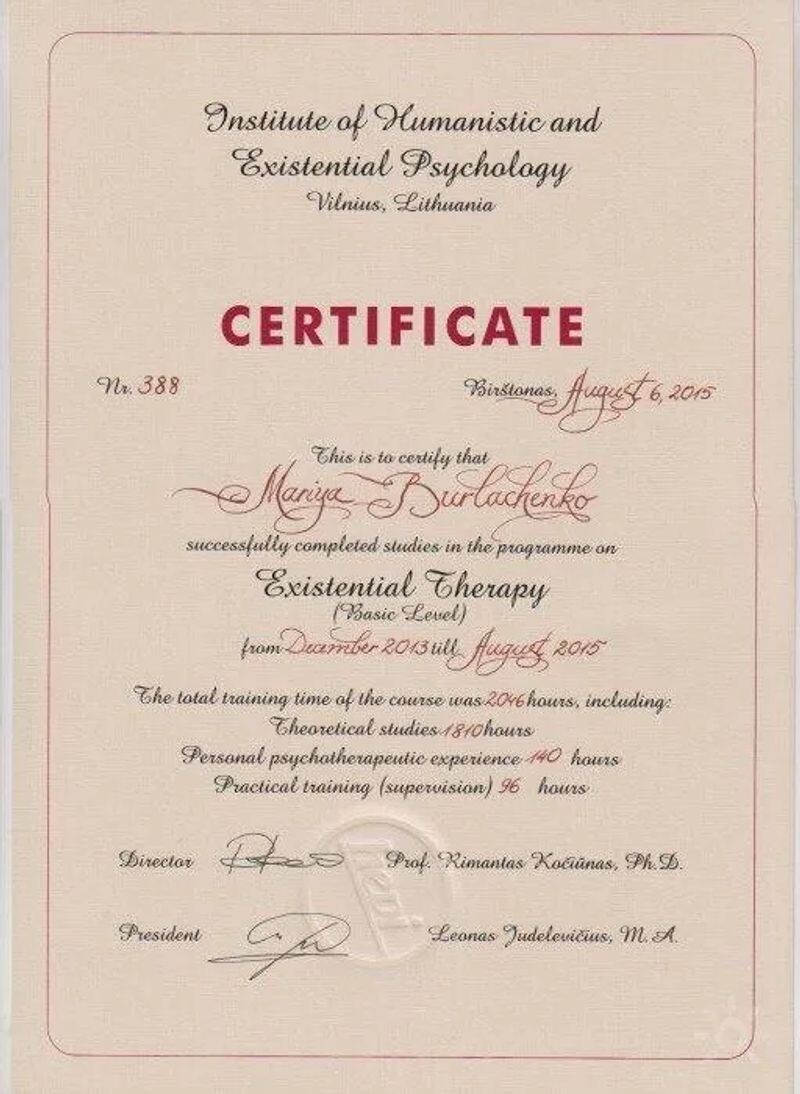 Institute of Humanistic and
Existential Psychology
Vilnius, Lithuania
CERTIFICATE
Nr. 388
Birštonas, August 6, 2015
This is to certify that
Mariya Burlachenko
successfully completed studies in the programme on
Existential Therapy
(Basic Level)
from December 2013 till August 2015
The total training time of the course was 2046 hours, including:
Theoretical studies 1810 hours
Personal psychotherapeutic experience 140 hours
Practical training (supervision) 96 hours
Director Prof. Rimantas Kočiūnas, Ph.D.
President Leonas Judelevičius, M. A.